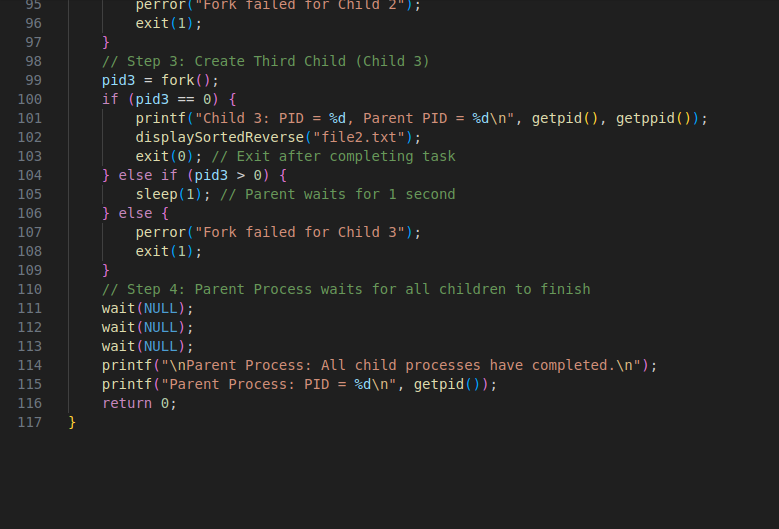 95 perror("Fork failed for Child 2");
96 exit(1);
97 }
98 // Step 3: Create Third Child (Child 3)
99 pid3 = fork();
100 if (pid3 == 0) {
101 printf("Child 3: PID = %d, Parent PID = %d\n", getpid(), getppid());
102 displaySortedReverse("file2.txt");
103 exit(0); // Exit after completing task
104 } else if (pid3 > 0) {
105 sleep(1); // Parent waits for 1 second
106 } else {
107 perror("Fork failed for Child 3");
108 exit(1);
109 }
110 // Step 4: Parent Process waits for all children to finish
111 wait(NULL);
112 wait(NULL);
113 wait(NULL);
114 printf("\nParent Process: All child processes have completed.\n");
115 printf("Parent Process: PID = %d\n", getpid());
116 return 0;
117 }